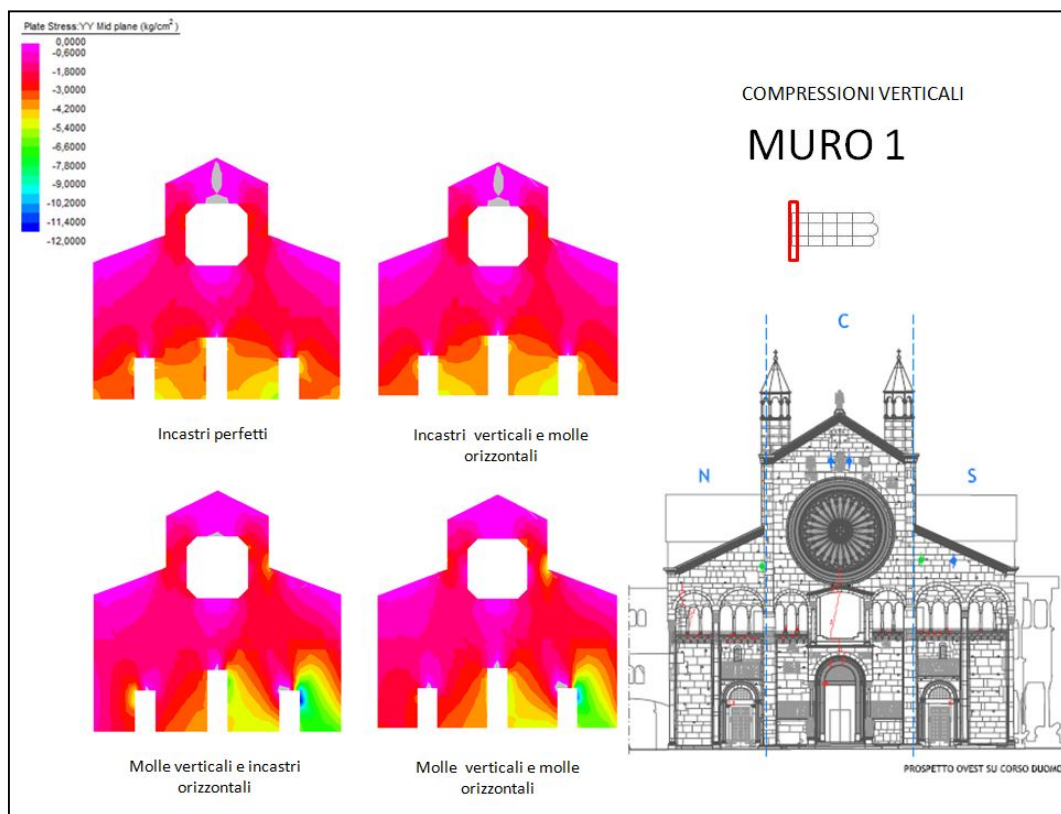 Plate Stress:YY Mid plane (kg/cm²)
0,0000
-0,6000
-1,8000
-3,0000
-4,2000
-5,4000
-6,6000
-7,8000
-9,0000
-10,2000
-11,4000
-12,0000
COMPRESSIONI VERTICALI
MURO 1
Incastri perfetti
Incastri verticali e molle
orizzontali
Molle verticali e incastri
orizzontali
Molle verticali e molle
orizzontali
C
N
S
PROSPETTO OVEST SU CORSO DUOMO